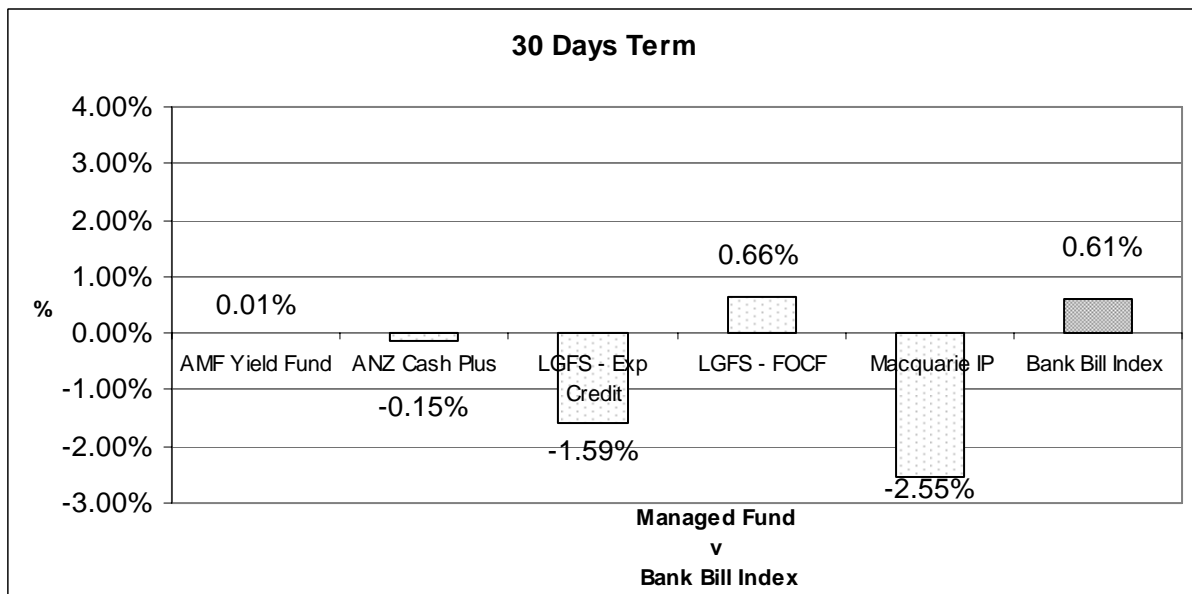 30 Days Term
4.00%
3.00%
2.00%
1.00%
0.00%
-1.00%
-2.00%
-3.00%
%
0.01%
-0.15%
-1.59%
0.66%
-2.55%
0.61%
AMF Yield Fund
ANZ Cash Plus
LGFS - Exp
Credit
LGFS - FOCF
Macquarie IP
Bank Bill Index
Managed Fund
v
Bank Bill Index